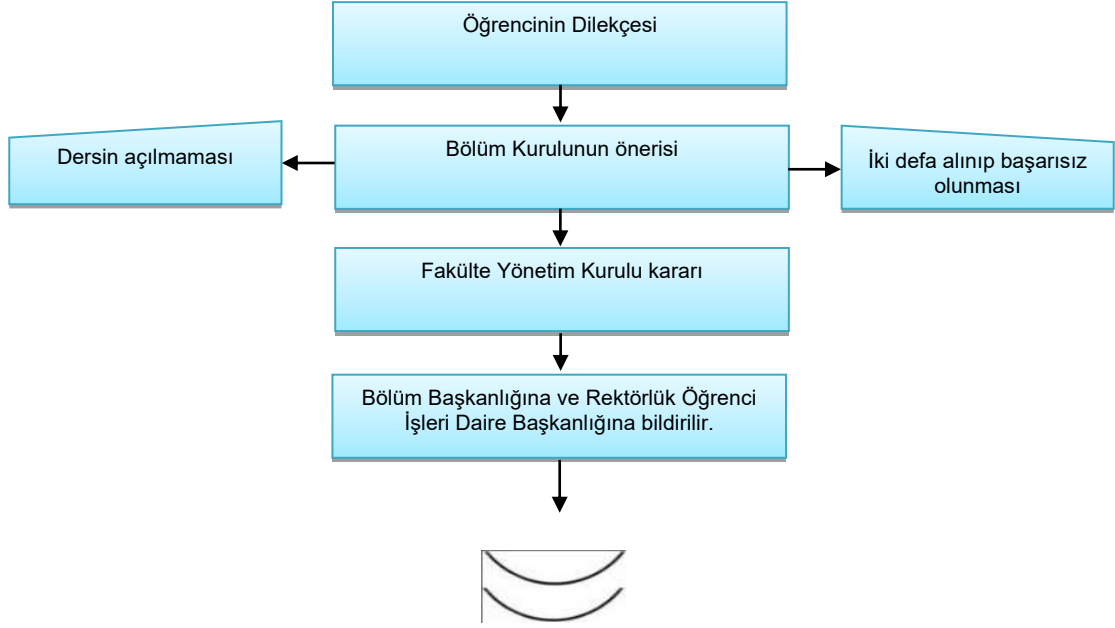 Öğrencinin Dilekçesi
Dersin açılmaması
Bölüm Kurulunun önerisi
İki defa alınıp başarısız
olunması
Fakülte Yönetim Kurulu kararı
Bölüm Başkanlığına ve Rektörlük Öğrenci
İşleri Daire Başkanlığına bildirilir.